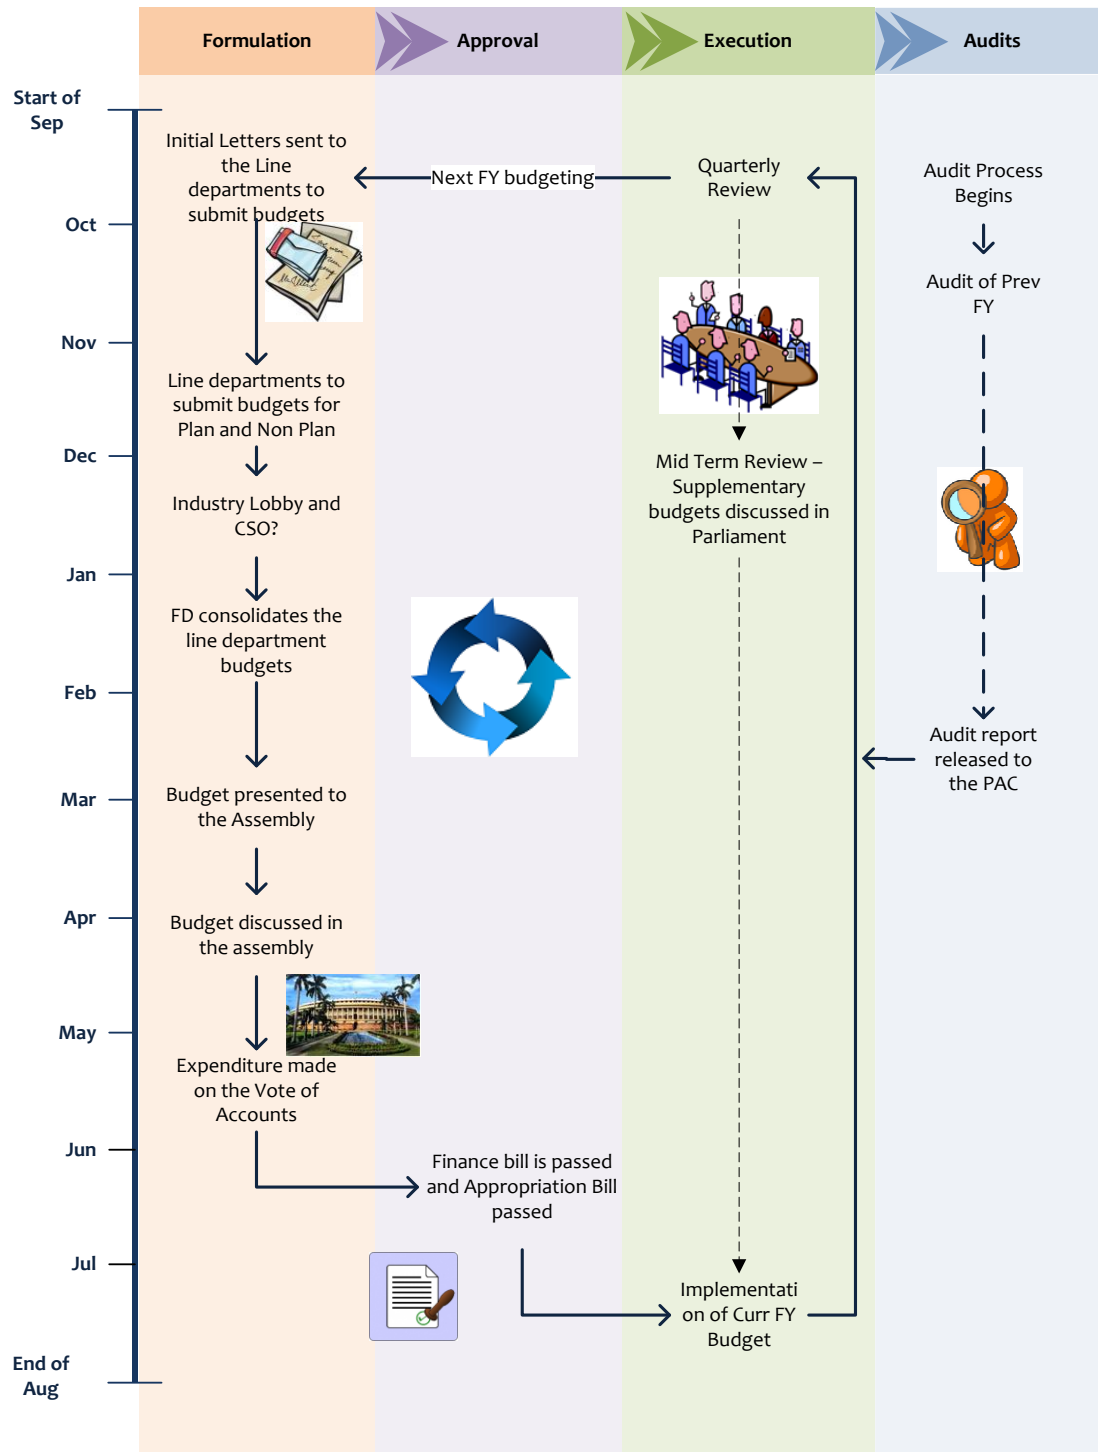 Formulation
Approval
Execution
Audits
Start of
Sep
Oct
Nov
Dec
Jan
Feb
Mar
Apr
May
Jun
Jul
End of
Aug
Initial Letters sent to
the Line
departments to
submit budgets
Line departments to
submit budgets for
Plan and Non Plan
Industry Lobby and
CSO?
FD consolidates the
line department
budgets
Budget presented to
the Assembly
Budget discussed in
the assembly
Expenditure made
on the Vote of
Accounts
Next FY budgeting
Finance bill is passed
and Appropriation Bill
passed
Quarterly
Review
Mid Term Review –
Supplementary
budgets discussed in
Parliament
Implementati
on of Curr FY
Budget
Audit Process
Begins
Audit of Prev
FY
Audit report
released to
the PAC